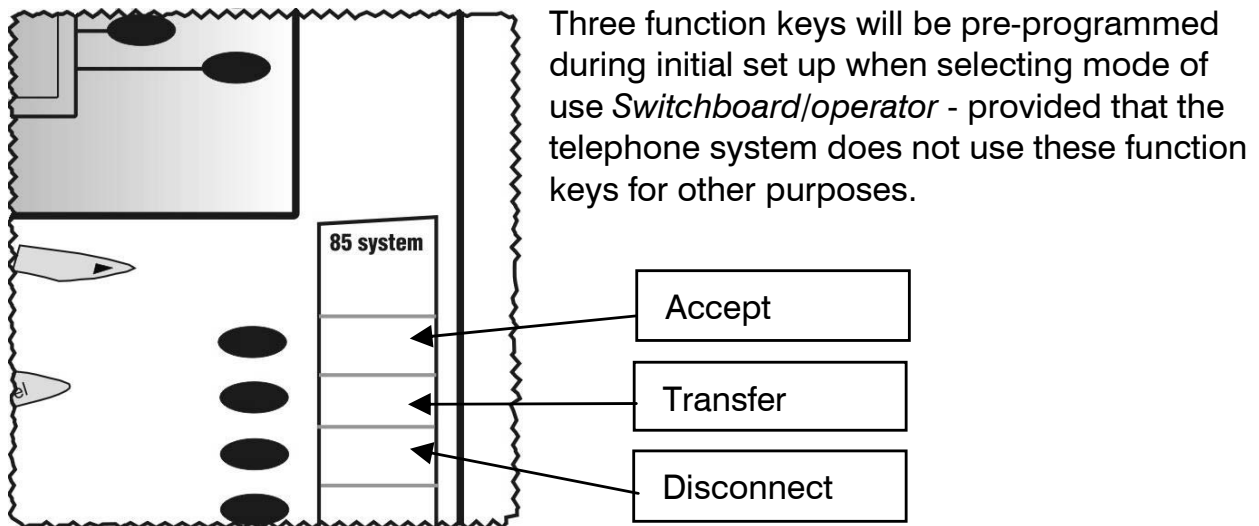 Three function keys will be pre-programmed
during initial set up when selecting mode of
use Switchboard/operator - provided that the
telephone system does not use these function
keys for other purposes.
85 system
Accept
Transfer
el
Disconnect